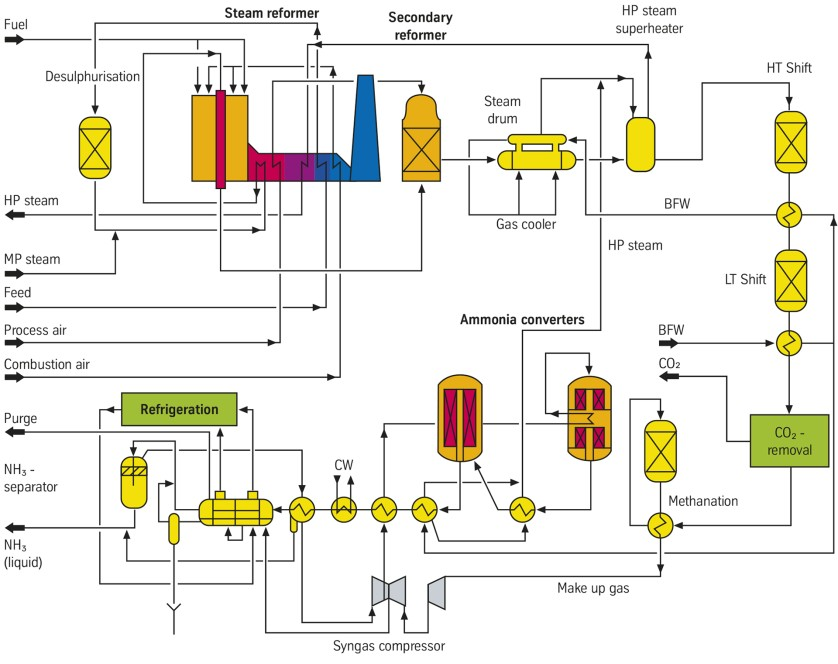 Fuel
Steam reformer
Secondary
reformer
HP steam
superheater
Desulphurisation
HT Shift
Steam
drum
HP steam
BFW
Gas cooler
HP steam
MP steam
LT Shift
Feed
Ammonia converters
Process air
BFW
CO₂
Combustion air
Refrigeration
Purge
CO₂ -
removal
NH₃ -
separator
CW
Methanation
NH₃
(liquid)
Make up gas
Syngas compressor